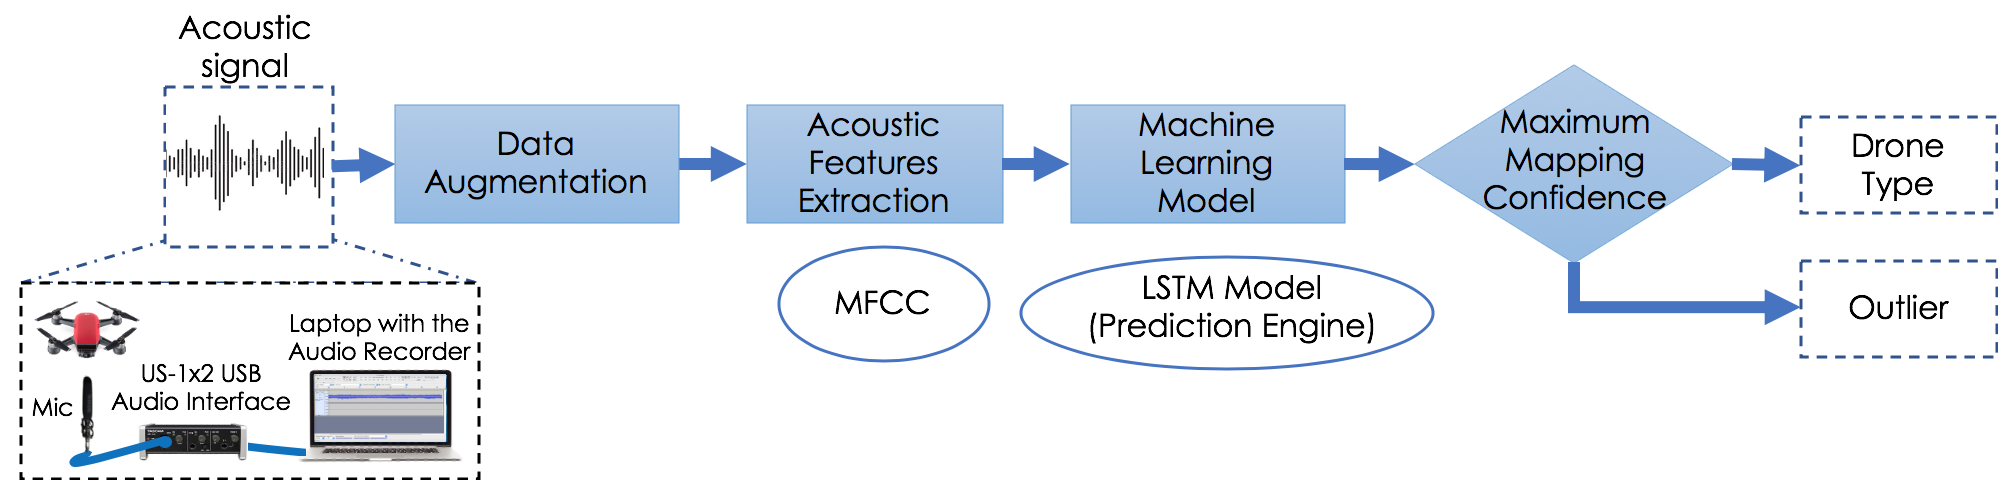 Acoustic
signal
Data
Augmentation
Acoustic
Features
Extraction
Machine
Learning
Model
Maximum
Mapping
Confidence
Drone
Type
Outlier
MFCC
LSTM Model
(Prediction Engine)
Laptop with the
Audio Recorder
US-1x2 USB
Audio Interface
Mic